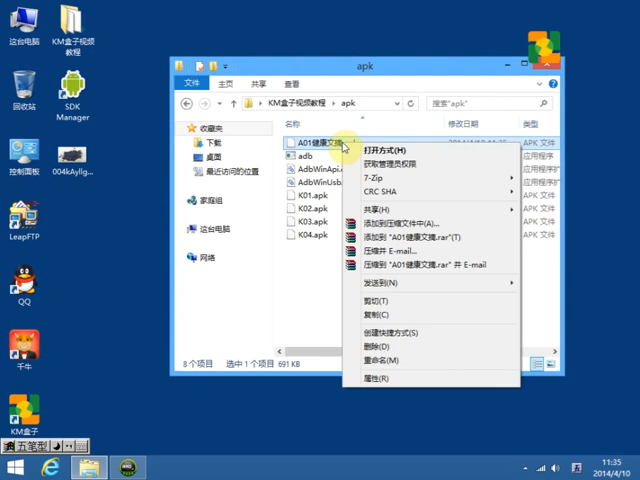 这台电脑
KM盒子视频
教程
回收站
SDK
Manager
控制面板
004kAyllg...
LeapFTP
QQ
千牛
KM盒子
五笔型
apk
文件
主页
共享
查看
KM盒子视频教程
apk
搜索"apk"
收藏夹
下载
桌面
最近访问的位置
家庭组
这台电脑
网络
名称
修改日期
类型
A01健康文摘
APK 文件
adb
应用程序
AdbWinApi.
应用程序
AdbWinUsb
应用程序
K01.apk
APK 文件
K02.apk
APK 文件
K03.apk
APK 文件
K04.apk
APK 文件
打开方式(H)
获取管理员权限
7-Zip
CRC SHA
共享(H)
添加到压缩文件中(A)...
添加到 "A01健康文摘.rar"(T)
压缩并 E-mail...
压缩到 "A01健康文摘.rar" 并 E-mail
发送到(N)
剪切(T)
复制(C)
创建快捷方式(S)
删除(D)
重命名(M)
属性(R)
8 个项目
选中 1 个项目 691 KB
11:35
2014/4/10